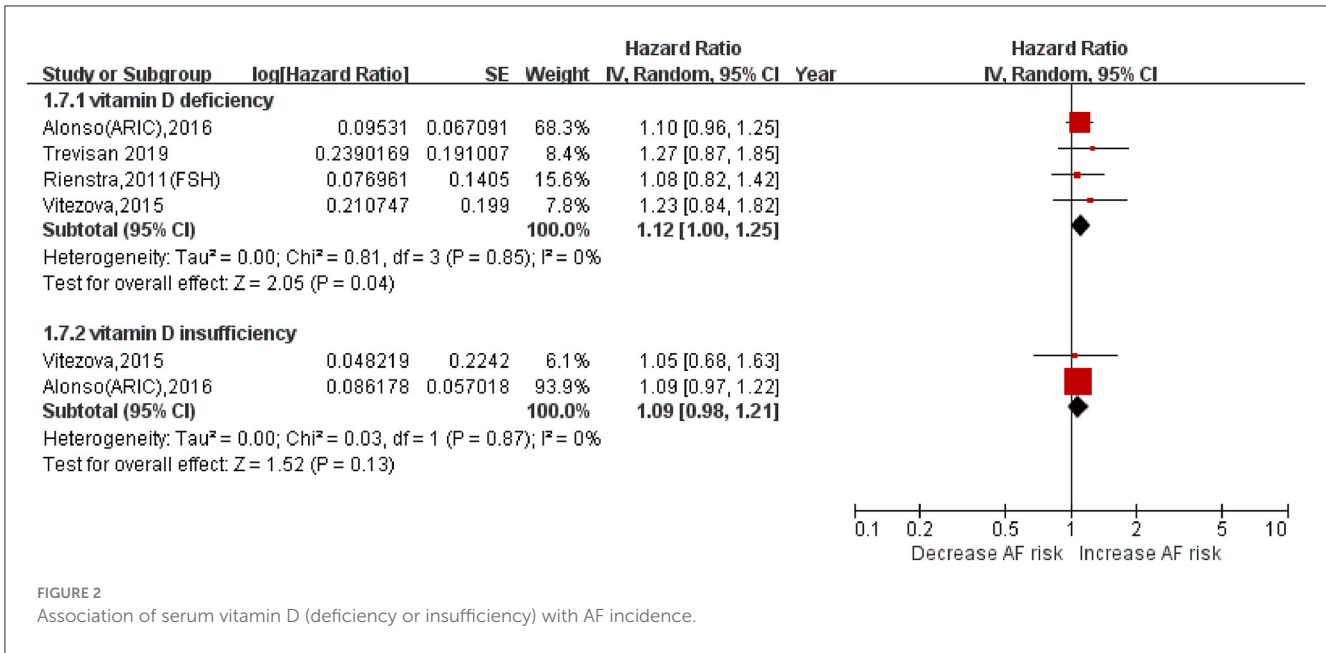 Hazard Ratio Hazard Ratio
Study or Subgroup log[Hazard Ratio] SE Weight IV, Random, 95% CI Year IV, Random, 95% CI
1.7.1 vitamin D deficiency
Alonso(ARIC),2016 0.09531 0.067091 68.3% 1.10 [0.96, 1.25]
Trevisan 2019 0.2390169 0.191007 8.4% 1.27 [0.87, 1.85]
Rienstra,2011(FSH) 0.076961 0.1405 15.6% 1.08 [0.82, 1.42]
Vitezova,2015 0.210747 0.199 7.8% 1.23 [0.84, 1.82]
Subtotal (95% CI) 100.0% 1.12 [1.00, 1.25]
Heterogeneity: Tau² = 0.00; Chi² = 0.81, df = 3 (P = 0.85); I² = 0%
Test for overall effect: Z = 2.05 (P = 0.04)
1.7.2 vitamin D insufficiency
Vitezova,2015 0.048219 0.2242 6.1% 1.05 [0.68, 1.63]
Alonso(ARIC),2016 0.086178 0.057018 93.9% 1.09 [0.97, 1.22]
Subtotal (95% CI) 100.0% 1.09 [0.98, 1.21]
Heterogeneity: Tau² = 0.00; Chi² = 0.03, df = 1 (P = 0.87); I² = 0%
Test for overall effect: Z = 1.52 (P = 0.13)
0.1 0.2 0.5 1 2 5 10
Decrease AF risk Increase AF risk
FIGURE 2
Association of serum vitamin D (deficiency or insufficiency) with AF incidence.